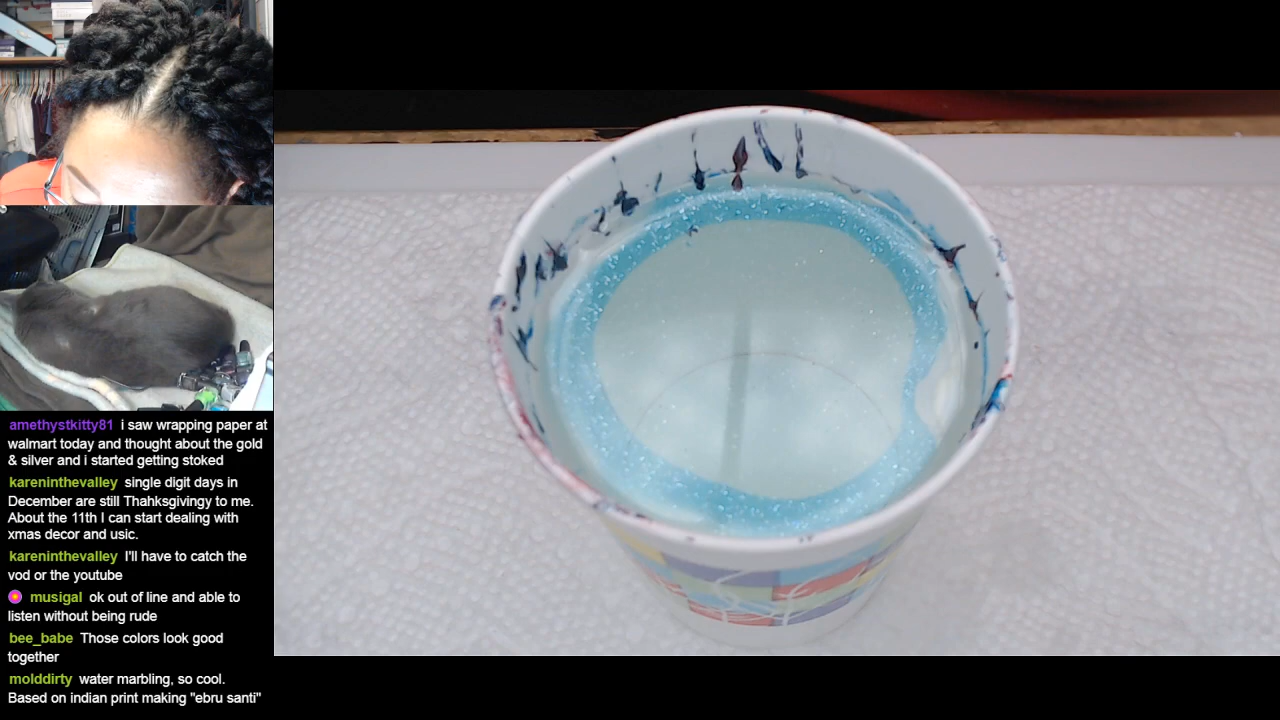 amethystkitty81 i saw wrapping paper at
walmart today and thought about the gold
& silver and i started getting stoked
kareninthevalley single digit days in
December are still Thahksgivingy to me.
About the 11th I can start dealing with
xmas decor and usic.
kareninthevalley I'll have to catch the
vod or the youtube
musigal ok out of line and able to
listen without being rude
bee_babe Those colors look good
together
molddirty water marbling, so cool.
Based on indian print making "ebru santi"